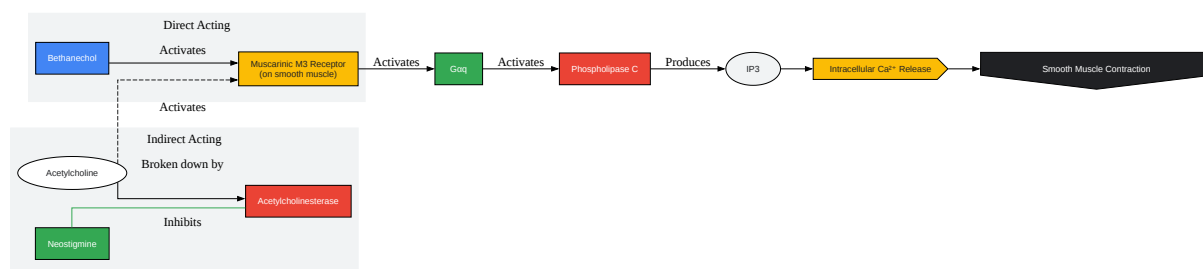 Direct Acting
Bethanechol
Activates
Muscarinic M3 Receptor
(on smooth muscle)
Activates
Gαq
Activates
Phospholipase C
Produces
IP3
Intracellular Ca²⁺ Release
Smooth Muscle Contraction
Activates
Indirect Acting
Broken down by
Acetylcholine
Acetylcholinesterase
Inhibits
Neostigmine